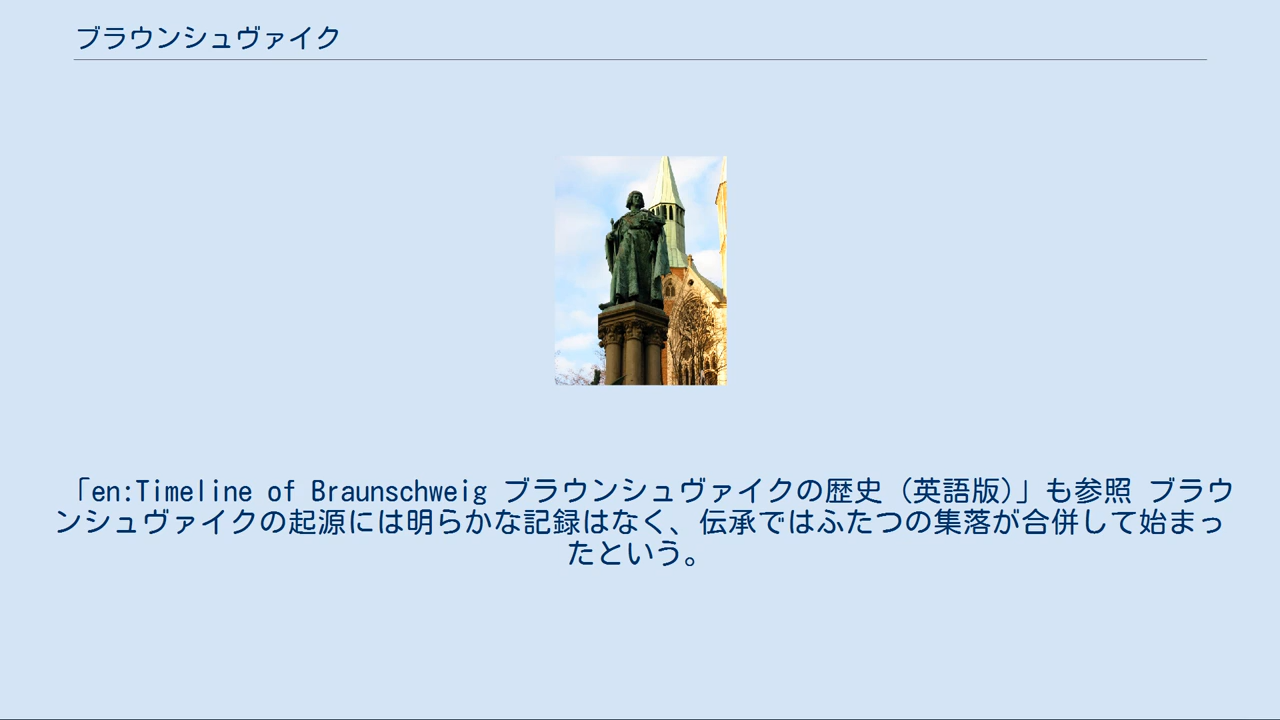 ブラウンシュヴァイク
「en:Timeline of Braunschweig ブラウンシュヴァイクの歴史 (英語版)」も参照 ブラウ
ンシュヴァイクの起源には明らかな記録はなく、伝承ではふたつの集落が合併して始まっ
たという。